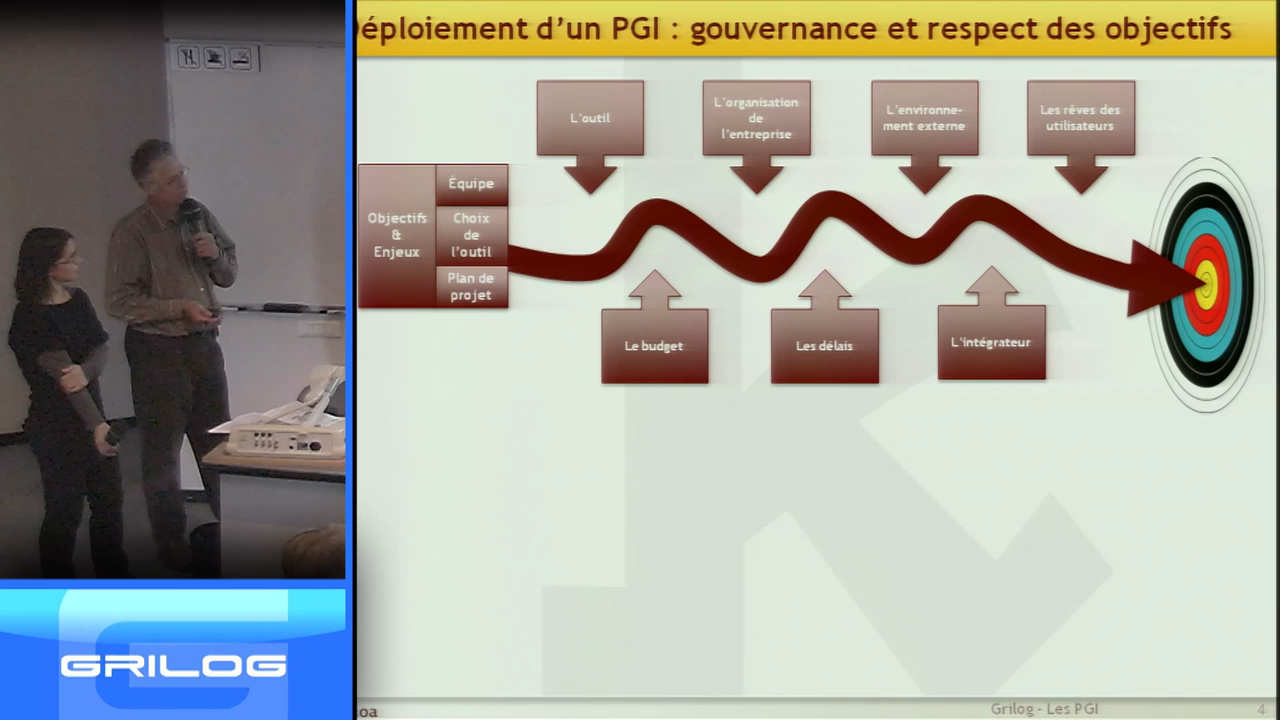 Déploiement d'un PGI : gouvernance et respect des objectifs
L'outil
L'organisation
de
l'entreprise
L'environne-
ment externe
Les rêves des
utilisateurs
Objectifs
&
Enjeux
Équipe
Choix
de
l'outil
Plan de
projet
Le budget
Les délais
L'intégrateur
GRILOG
oa
Grilog - Les PGI
4